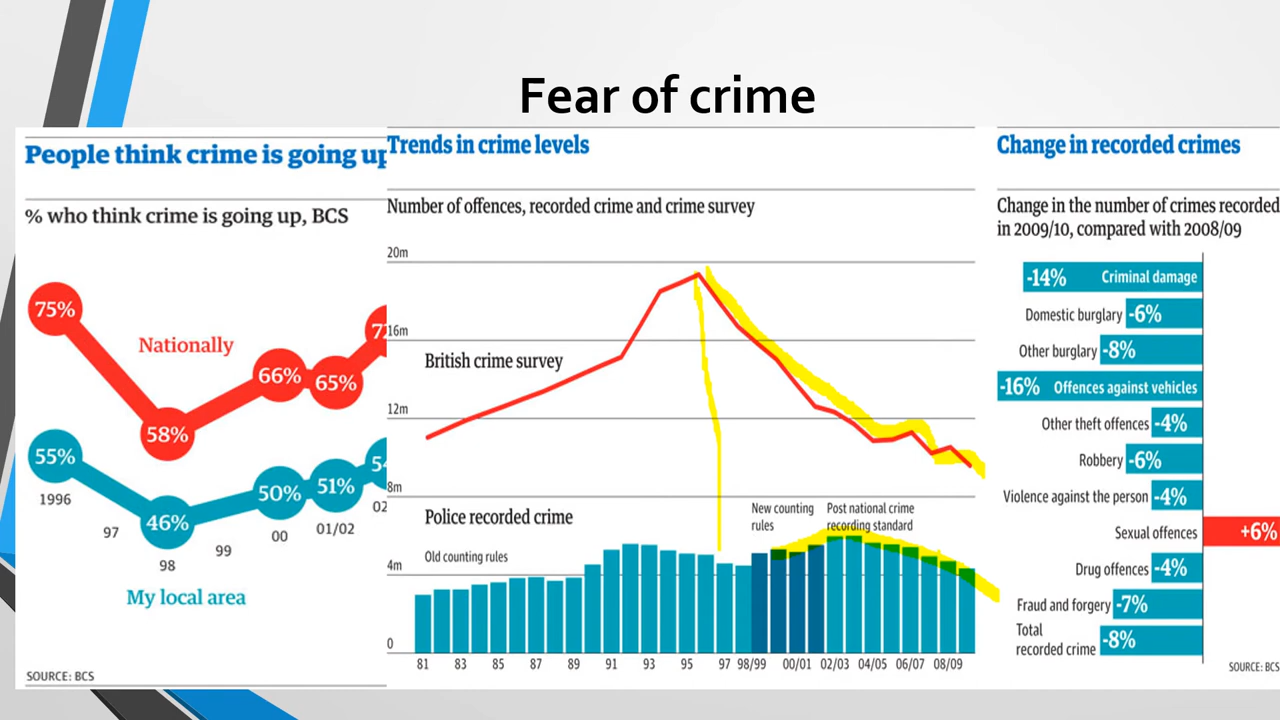 Fear of crime
People think crime is going up
% who think crime is going up, BCS
75%
Nationally
66%
65%
58%
55%
54
50%
51%
46%
1996
97
98
99
00
01/02
02
My local area
SOURCE: BCS
Trends in crime levels
Number of offences, recorded crime and crime survey
20m
16m
British crime survey
12m
8m
Police recorded crime
New counting
rules
Post national crime
recording standard
Old counting rules
4m
0
81 83 85 87 89 91 93 95 97 98/99 00/01 02/03 04/05 06/07 08/09
Change in recorded crimes
Change in the number of crimes recorded
in 2009/10, compared with 2008/09
-14% Criminal damage
Domestic burglary -6%
Other burglary -8%
-16% Offences against vehicles
Other theft offences -4%
Robbery -6%
Violence against the person -4%
Sexual offences +6%
Drug offences -4%
Fraud and forgery -7%
Total
recorded crime -8%
SOURCE: BCS